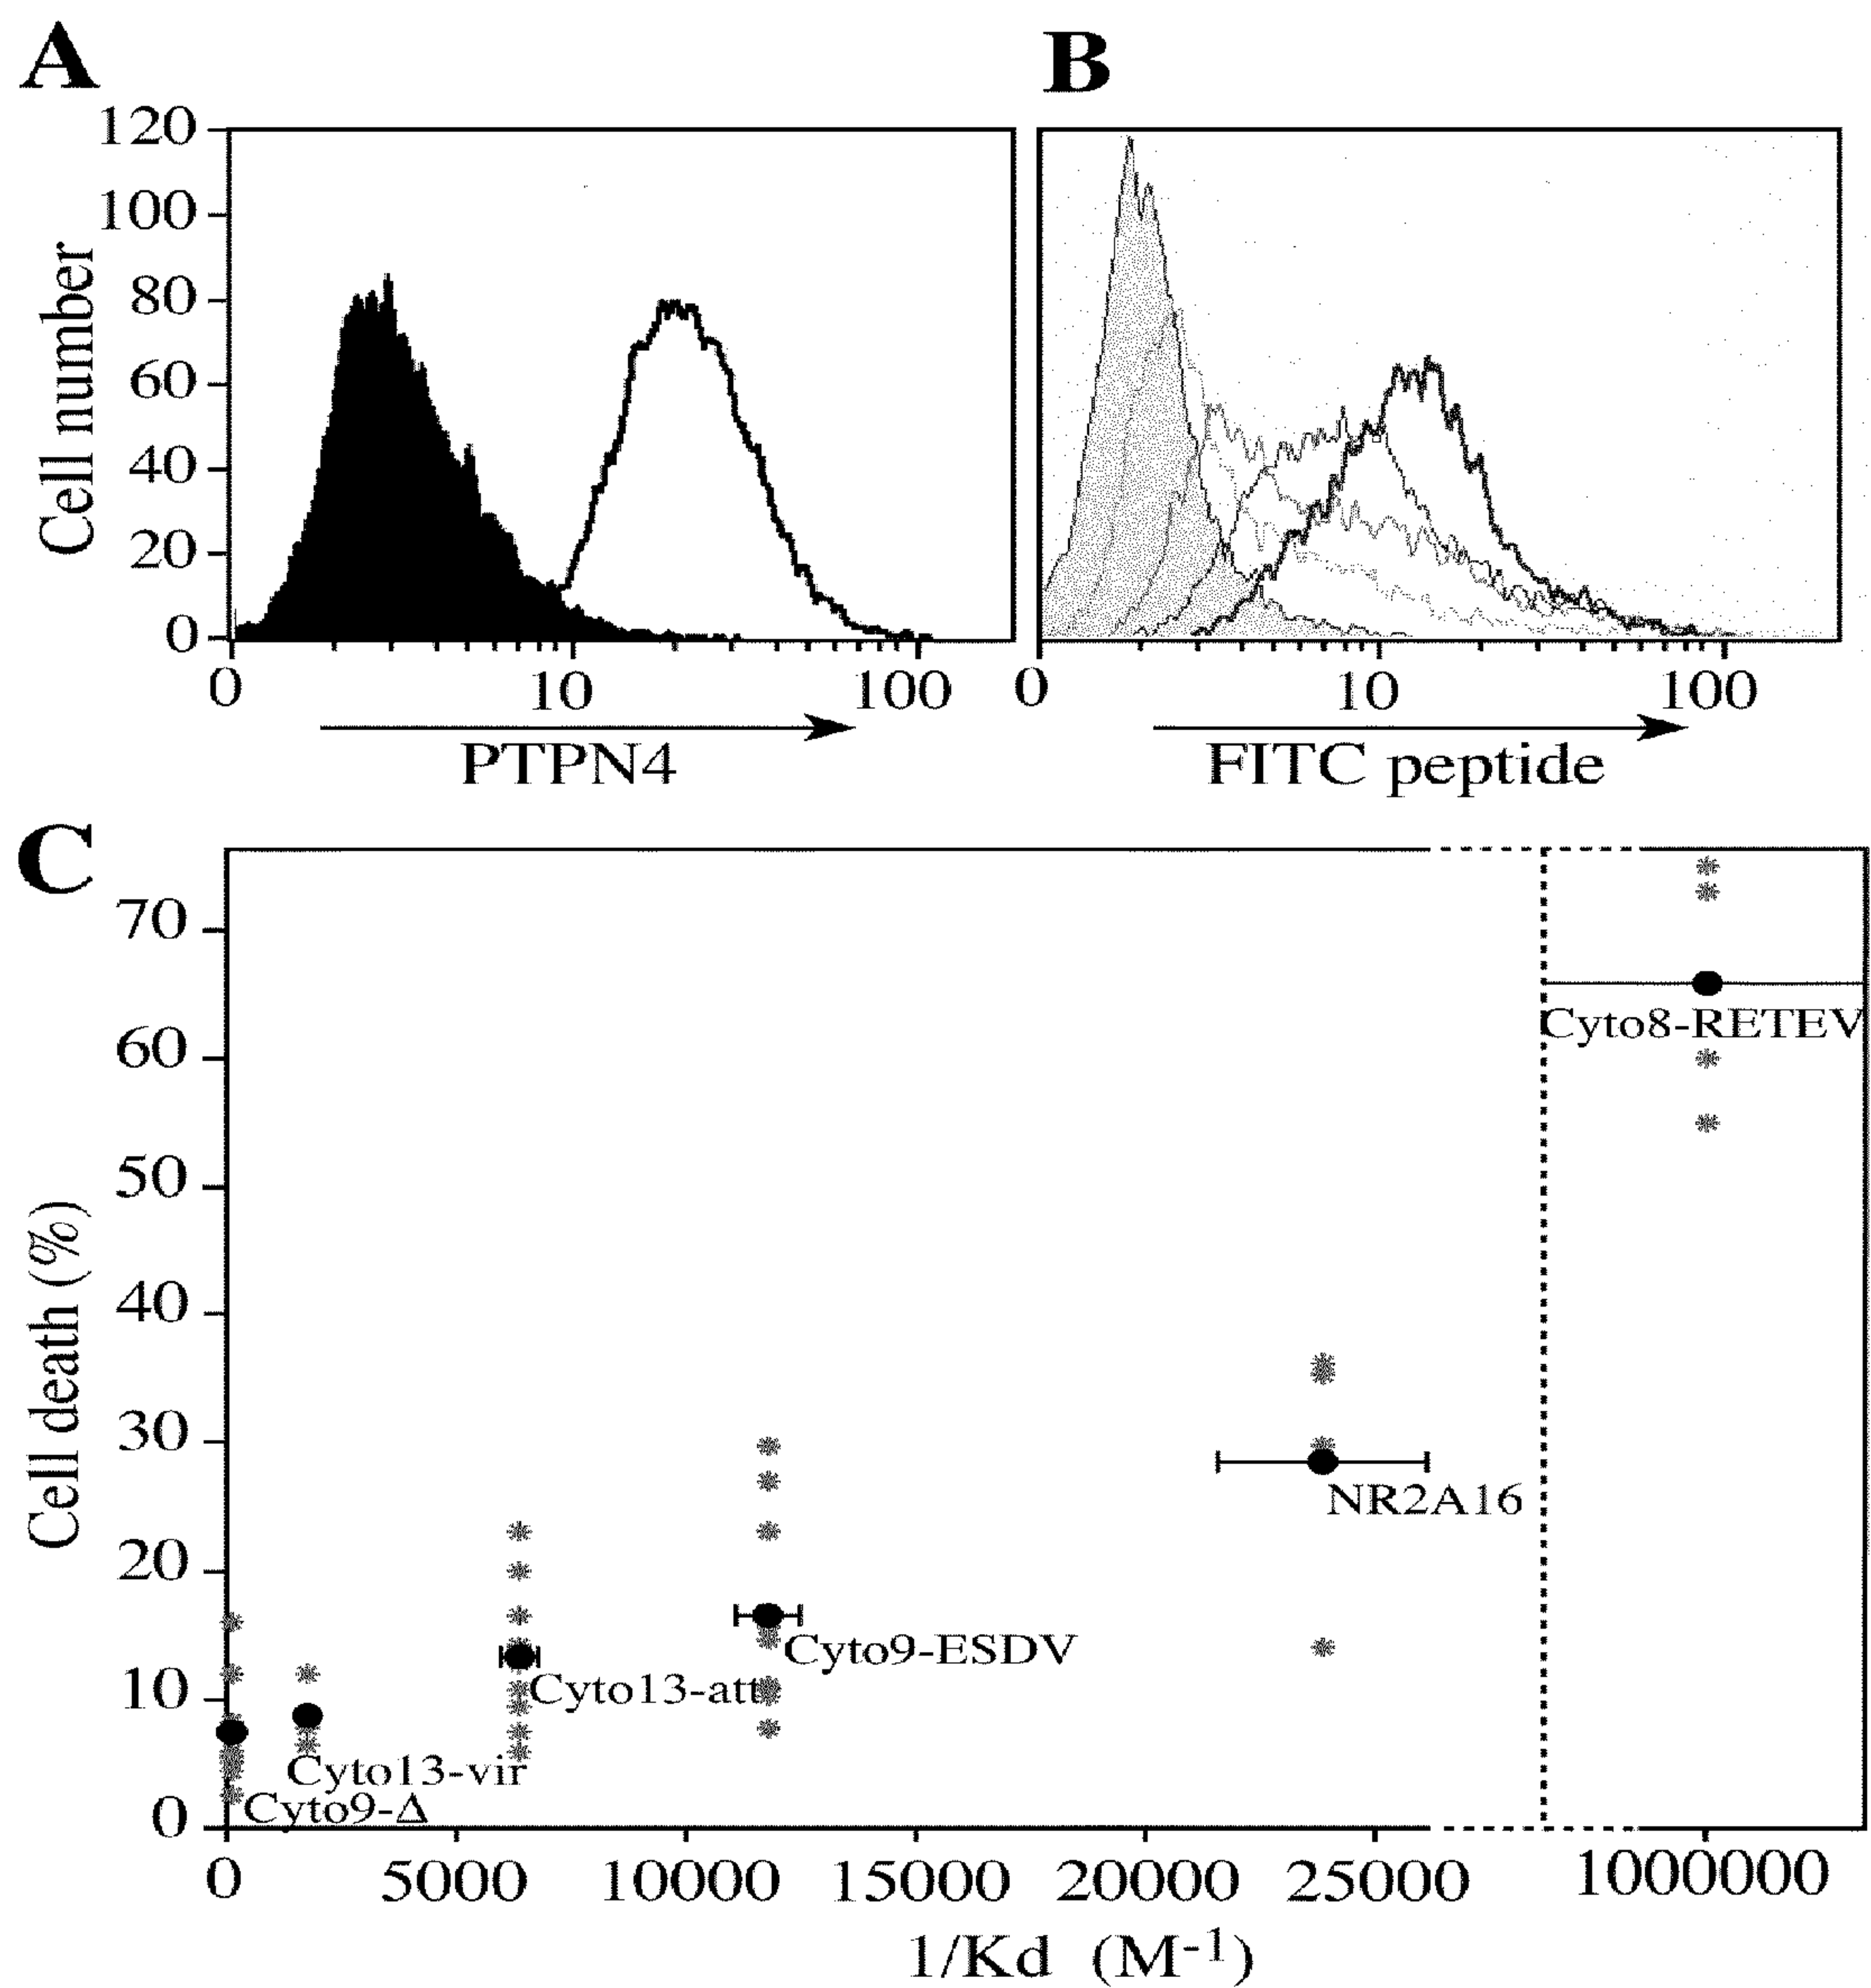 A
B
120
100
80
60
40
20
0
Cell number
0 10 100
0 10 100
PTPN4
FITC peptide
C
70
60
50
40
30
20
10
0
Cell death (%)
Cyto8-RETEV
NR2A16
Cyto9-ESDV
Cyto13-att
Cyto13-vir
Cyto9-Δ
0 5000 10000 15000 20000 25000 1000000
1/Kd (M⁻¹)